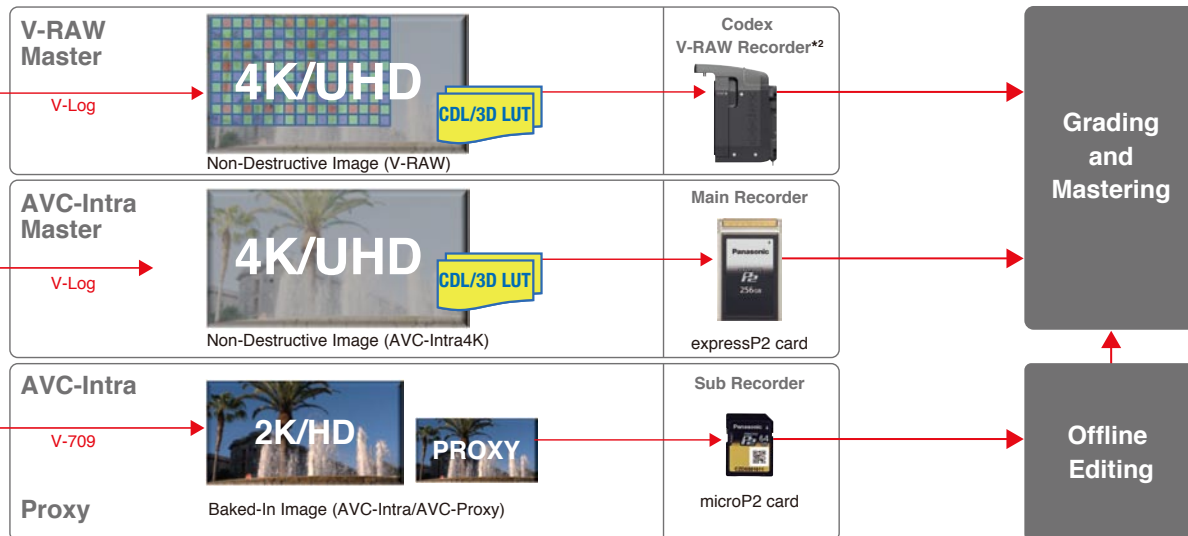 V-RAW
Master
V-Log
4K/UHD
CDL/3D LUT
Non-Destructive Image (V-RAW)
Codex
V-RAW Recorder*2
AVC-Intra
Master
V-Log
4K/UHD
CDL/3D LUT
Non-Destructive Image (AVC-Intra4K)
Main Recorder
Panasonic
P2
256GB
expressP2 card
AVC-Intra
V-709
Proxy
2K/HD
PROXY
Baked-In Image (AVC-Intra/AVC-Proxy)
Sub Recorder
Panasonic
P2 64
microP2 card
Grading
and
Mastering
Offline
Editing